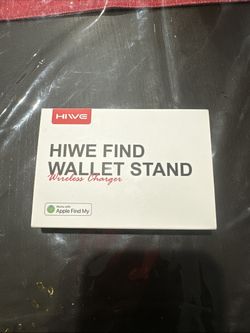 HIWE
HIWE FIND
WALLET STAND
Wireless Charger
Works with
Apple Find My